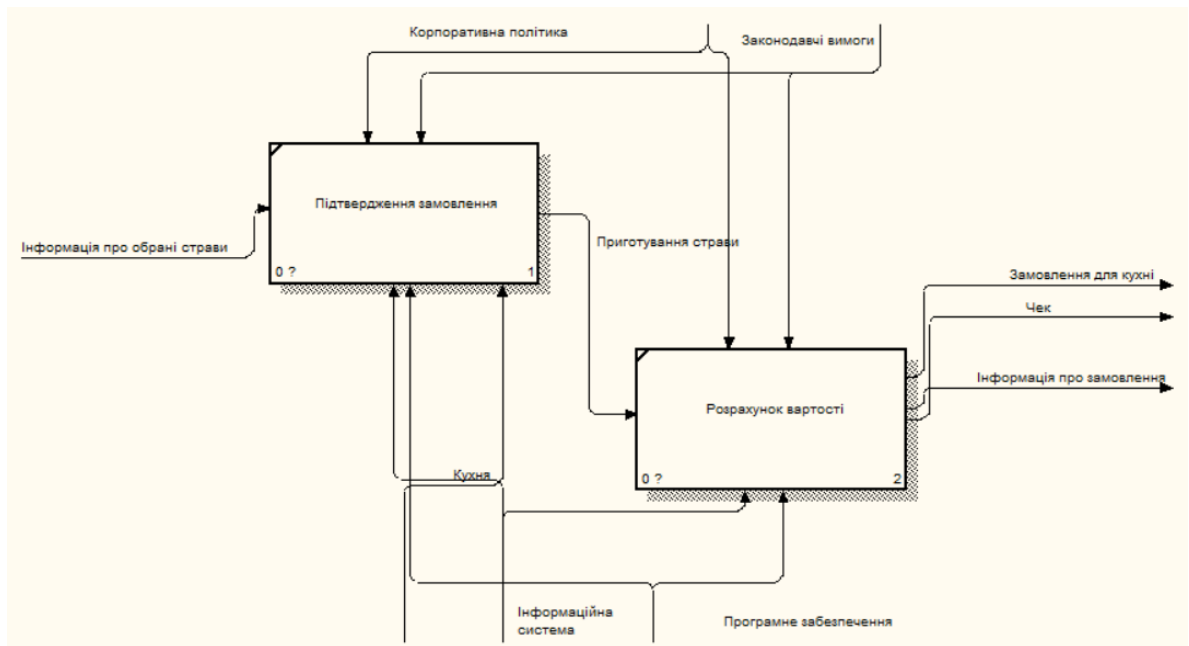 Корпоративна політика
Законодавчі вимоги
Підтвердження замовлення
Інформація про обрані страви
0 ?
1
Приготування страви
Замовлення для кухні
Чек
Інформація про замовлення
Розрахунок вартості
0 ?
2
Кухня
Інформаційна
система
Програмне забезпечення